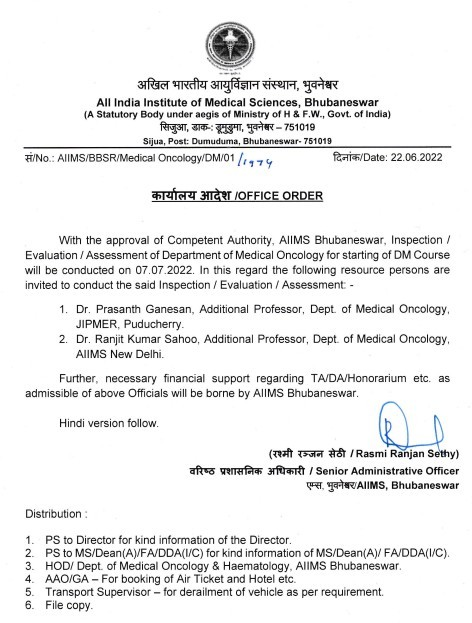 अखिल भारतीय आयुर्विज्ञान संस्थान, भुवनेश्वर
All India Institute of Medical Sciences, Bhubaneswar
(A Statutory Body under aegis of Ministry of H & F.W., Govt. of India)
सिजुआ, डाक-: डुमुडुमा, भुवनेश्वर – 751019
Sijua, Post: Dumuduma, Bhubaneswar- 751019
सं/No.: AIIMS/BBSR/Medical Oncology/DM/01/1974 दिनांक/Date: 22.06.2022
कार्यालय आदेश /OFFICE ORDER
With the approval of Competent Authority, AIIMS Bhubaneswar, Inspection /
Evaluation / Assessment of Department of Medical Oncology for starting of DM Course
will be conducted on 07.07.2022. In this regard the following resource persons are
invited to conduct the said Inspection / Evaluation / Assessment: -
1. Dr. Prasanth Ganesan, Additional Professor, Dept. of Medical Oncology,
JIPMER, Puducherry.
2. Dr. Ranjit Kumar Sahoo, Additional Professor, Dept. of Medical Oncology,
AIIMS New Delhi.
Further, necessary financial support regarding TA/DA/Honorarium etc. as
admissible of above Officials will be borne by AIIMS Bhubaneswar.
Hindi version follow.
(रश्मी रञ्जन सेठी / Rasmi Ranjan Sethy)
वरिष्ठ प्रशासनिक अधिकारी / Senior Administrative Officer
एम्स, भुवनेश्वर/AIIMS, Bhubaneswar
Distribution :
1. PS to Director for kind information of the Director.
2. PS to MS/Dean(A)/FA/DDA(I/C) for kind information of MS/Dean(A)/ FA/DDA(I/C).
3. HOD/ Dept. of Medical Oncology & Haematology, AIIMS Bhubaneswar.
4. AAO/GA – For booking of Air Ticket and Hotel etc.
5. Transport Supervisor – for derailment of vehicle as per requirement.
6. File copy.